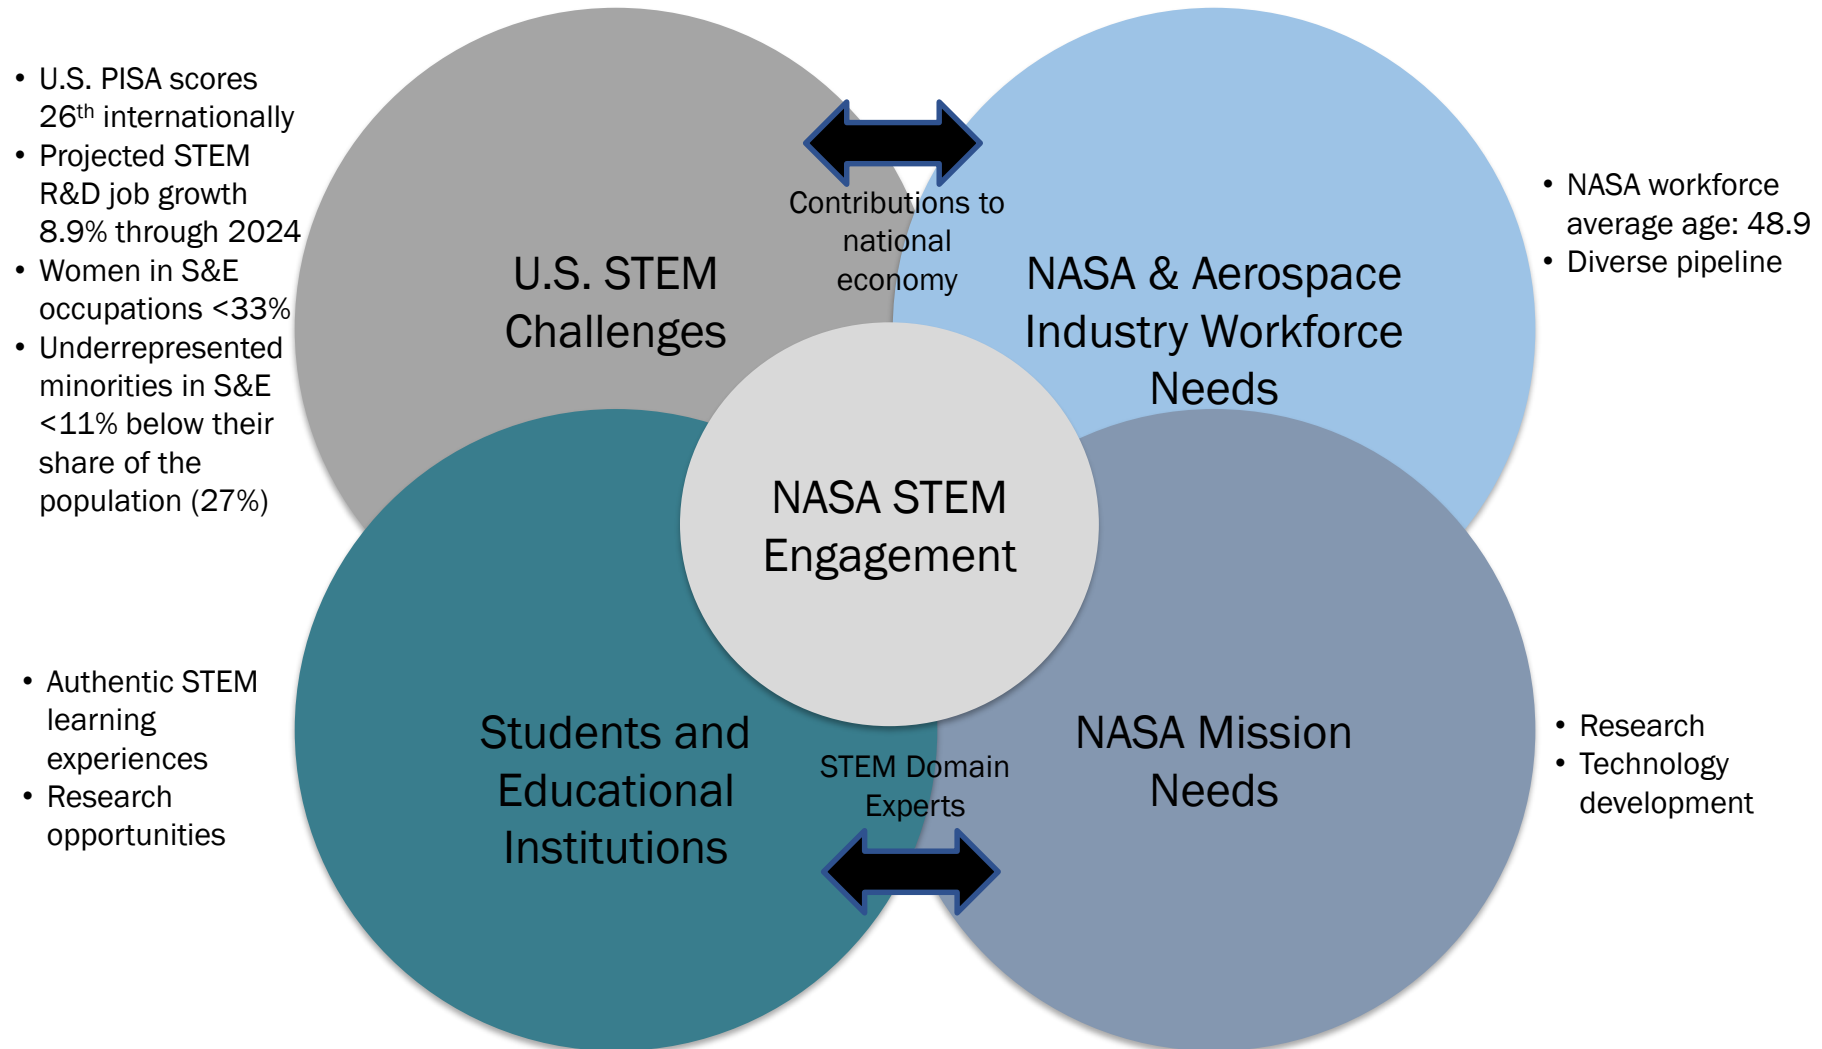 • U.S. PISA scores
26th internationally
• Projected STEM
R&D job growth
8.9% through 2024
• Women in S&E
occupations <33%
• Underrepresented
minorities in S&E
<11% below their
share of the
population (27%)
U.S. STEM
Challenges
Contributions to
national
economy
NASA & Aerospace
Industry Workforce
Needs
• NASA workforce
average age: 48.9
• Diverse pipeline
NASA STEM
Engagement
• Authentic STEM
learning
experiences
• Research
opportunities
Students and
Educational
Institutions
STEM Domain
Experts
NASA Mission
Needs
• Research
• Technology
development